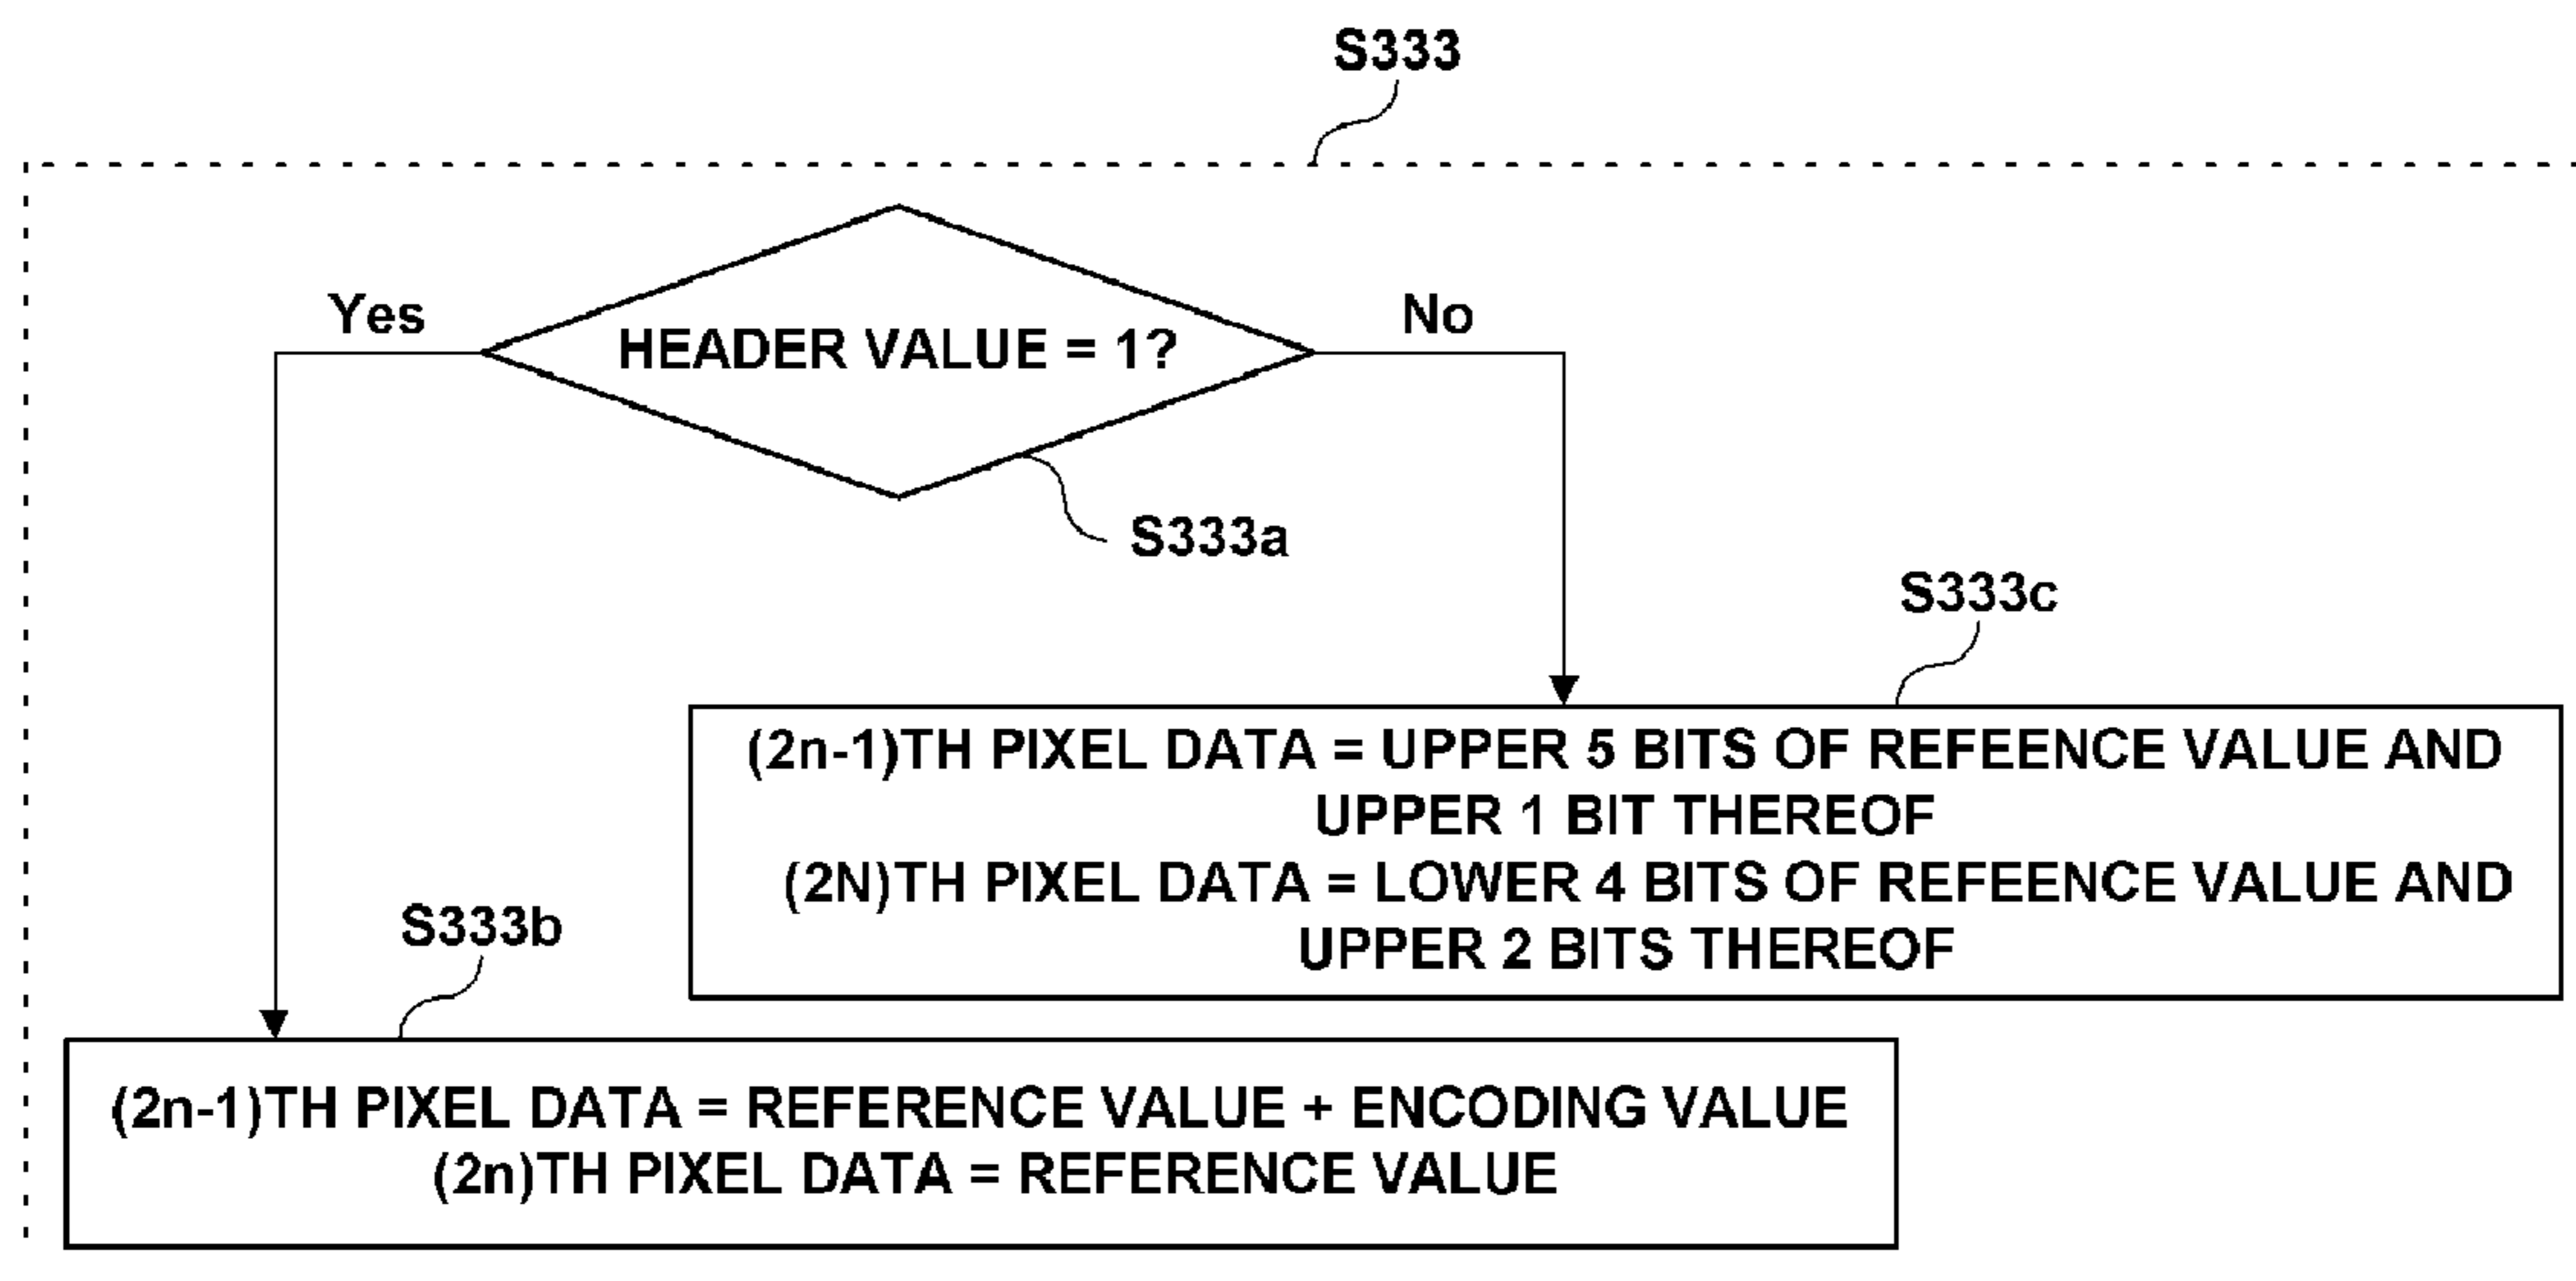 S333
Yes
HEADER VALUE = 1?
No
S333a
S333c
(2n-1)TH PIXEL DATA = UPPER 5 BITS OF REFEENCE VALUE AND
UPPER 1 BIT THEREOF
(2N)TH PIXEL DATA = LOWER 4 BITS OF REFEENCE VALUE AND
UPPER 2 BITS THEREOF
S333b
(2n-1)TH PIXEL DATA = REFERENCE VALUE + ENCODING VALUE
(2n)TH PIXEL DATA = REFERENCE VALUE